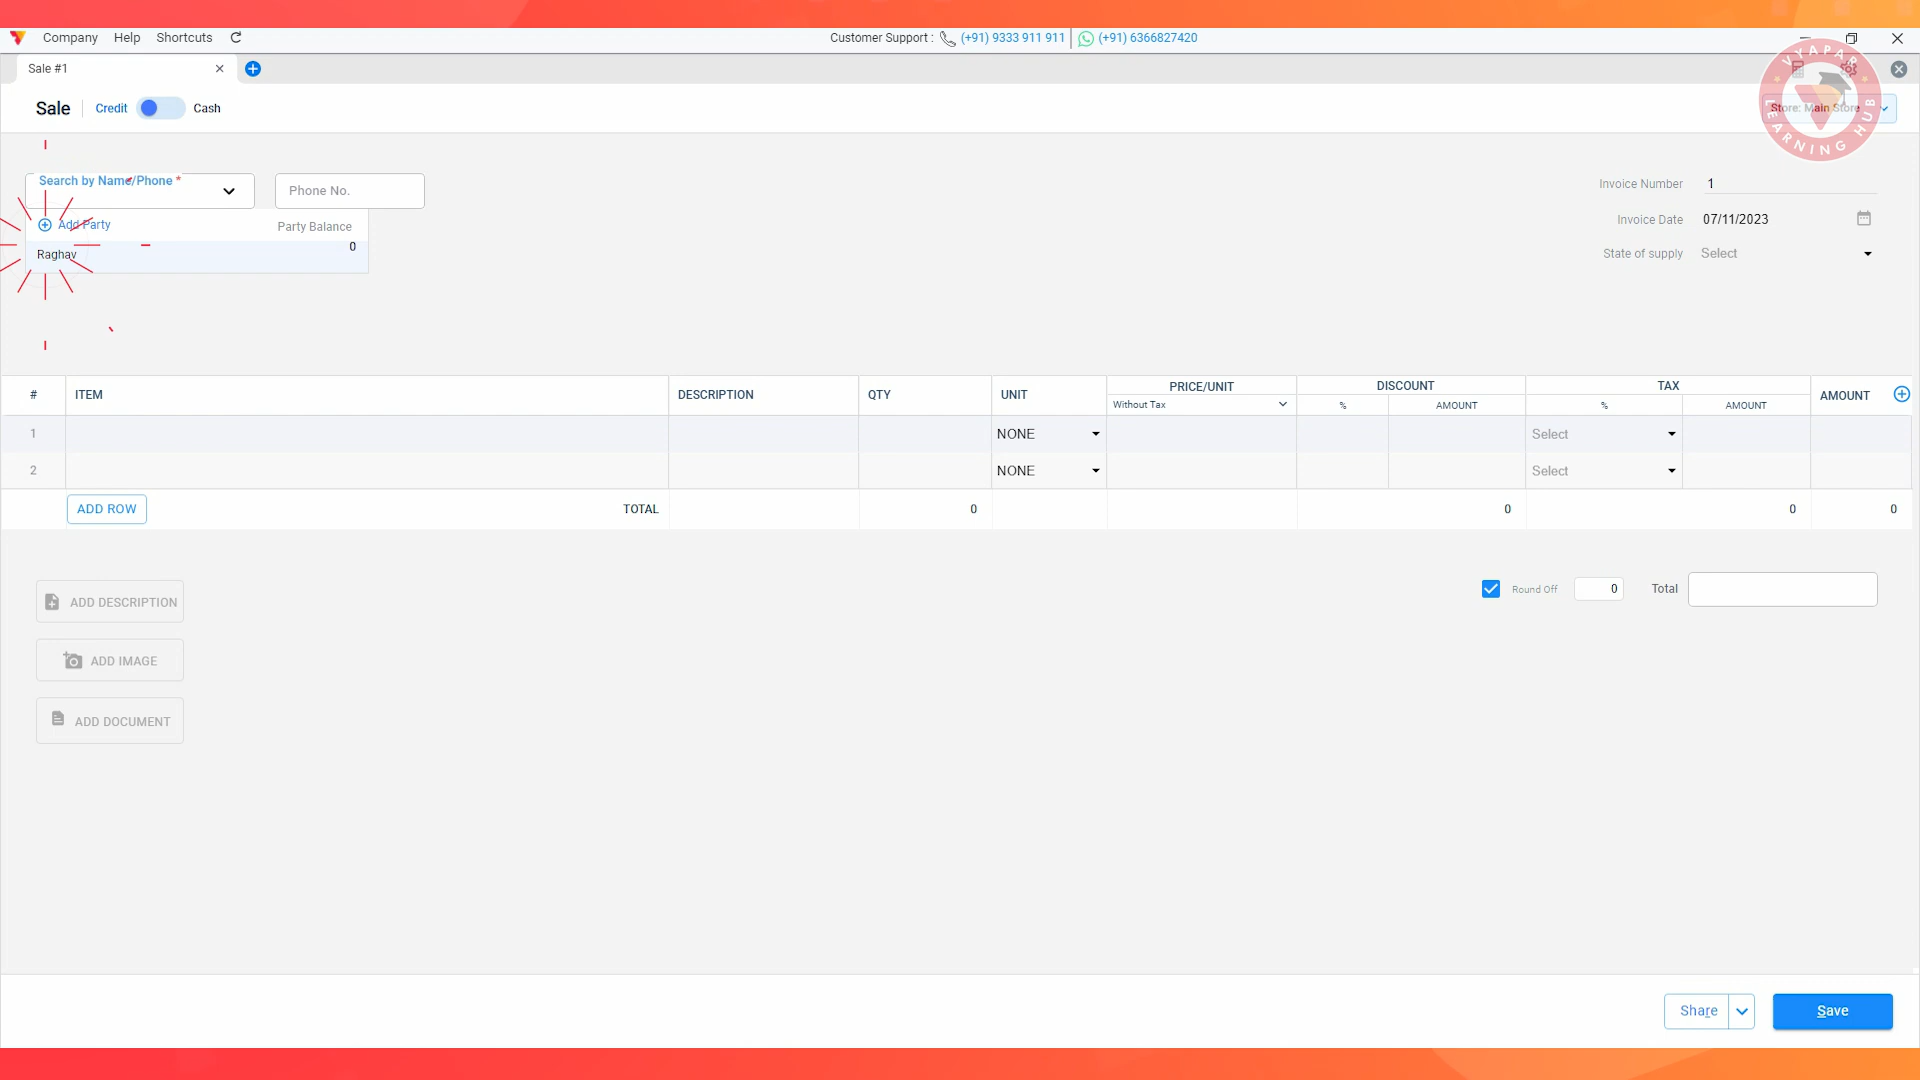 Company Help Shortcuts
Customer Support : (+91) 9333 911 911 (+91) 6366827420
Sale #1
Sale Credit Cash
Store: Main Store
VYAPAR LEARNING HUB
Search by Name/Phone *
Phone No.
Add Party Party Balance
Raghav 0
Invoice Number 1
Invoice Date 07/11/2023
State of supply Select
# ITEM DESCRIPTION QTY UNIT PRICE/UNIT DISCOUNT TAX AMOUNT
Without Tax % AMOUNT % AMOUNT
1 NONE Select
2 NONE Select
ADD ROW TOTAL 0 0 0 0
ADD DESCRIPTION
ADD IMAGE
ADD DOCUMENT
Round Off 0 Total
Share Save